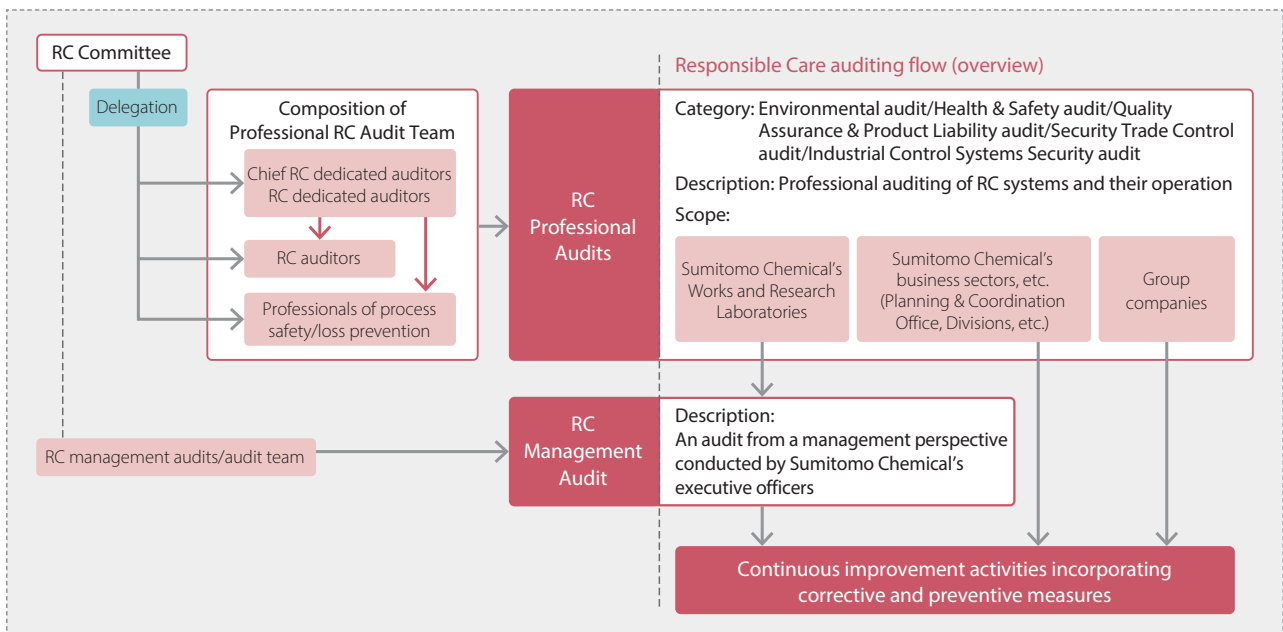 RC Committee
Delegation
Composition of
Professional RC Audit Team
Chief RC dedicated auditors
RC dedicated auditors
RC auditors
Professionals of process
safety/loss prevention
RC
Professional
Audits
Responsible Care auditing flow (overview)
Category: Environmental audit/Health & Safety audit/Quality
Assurance & Product Liability audit/Security Trade Control
audit/Industrial Control Systems Security audit
Description: Professional auditing of RC systems and their operation
Scope:
Sumitomo Chemical’s
Works and Research
Laboratories
Sumitomo Chemical’s
business sectors, etc.
(Planning & Coordination
Office, Divisions, etc.)
Group
companies
RC management audits/audit team
RC
Management
Audit
Description:
An audit from a management perspective
conducted by Sumitomo Chemical’s
executive officers
Continuous improvement activities incorporating
corrective and preventive measures